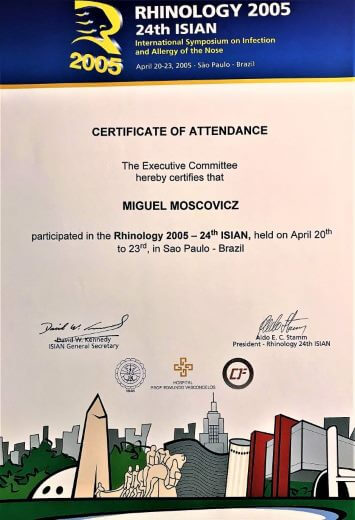 RHINOLOGY 2005
24th ISIAN
International Symposium on Infection
and Allergy of the Nose
2005
April 20-23, 2005 - São Paulo - Brazil
CERTIFICATE OF ATTENDANCE
The Executive Committee
hereby certifies that
MIGUEL MOSCOVICZ
participated in the Rhinology 2005 – 24th ISIAN, held on April 20th
to 23rd, in Sao Paulo - Brazil
David W. Kennedy
ISIAN General Secretary
Aldo E. C. Stamm
President - Rhinology 24th ISIAN
HOSPITAL
PROF. EDMUNDO VASCONCELOS
CF